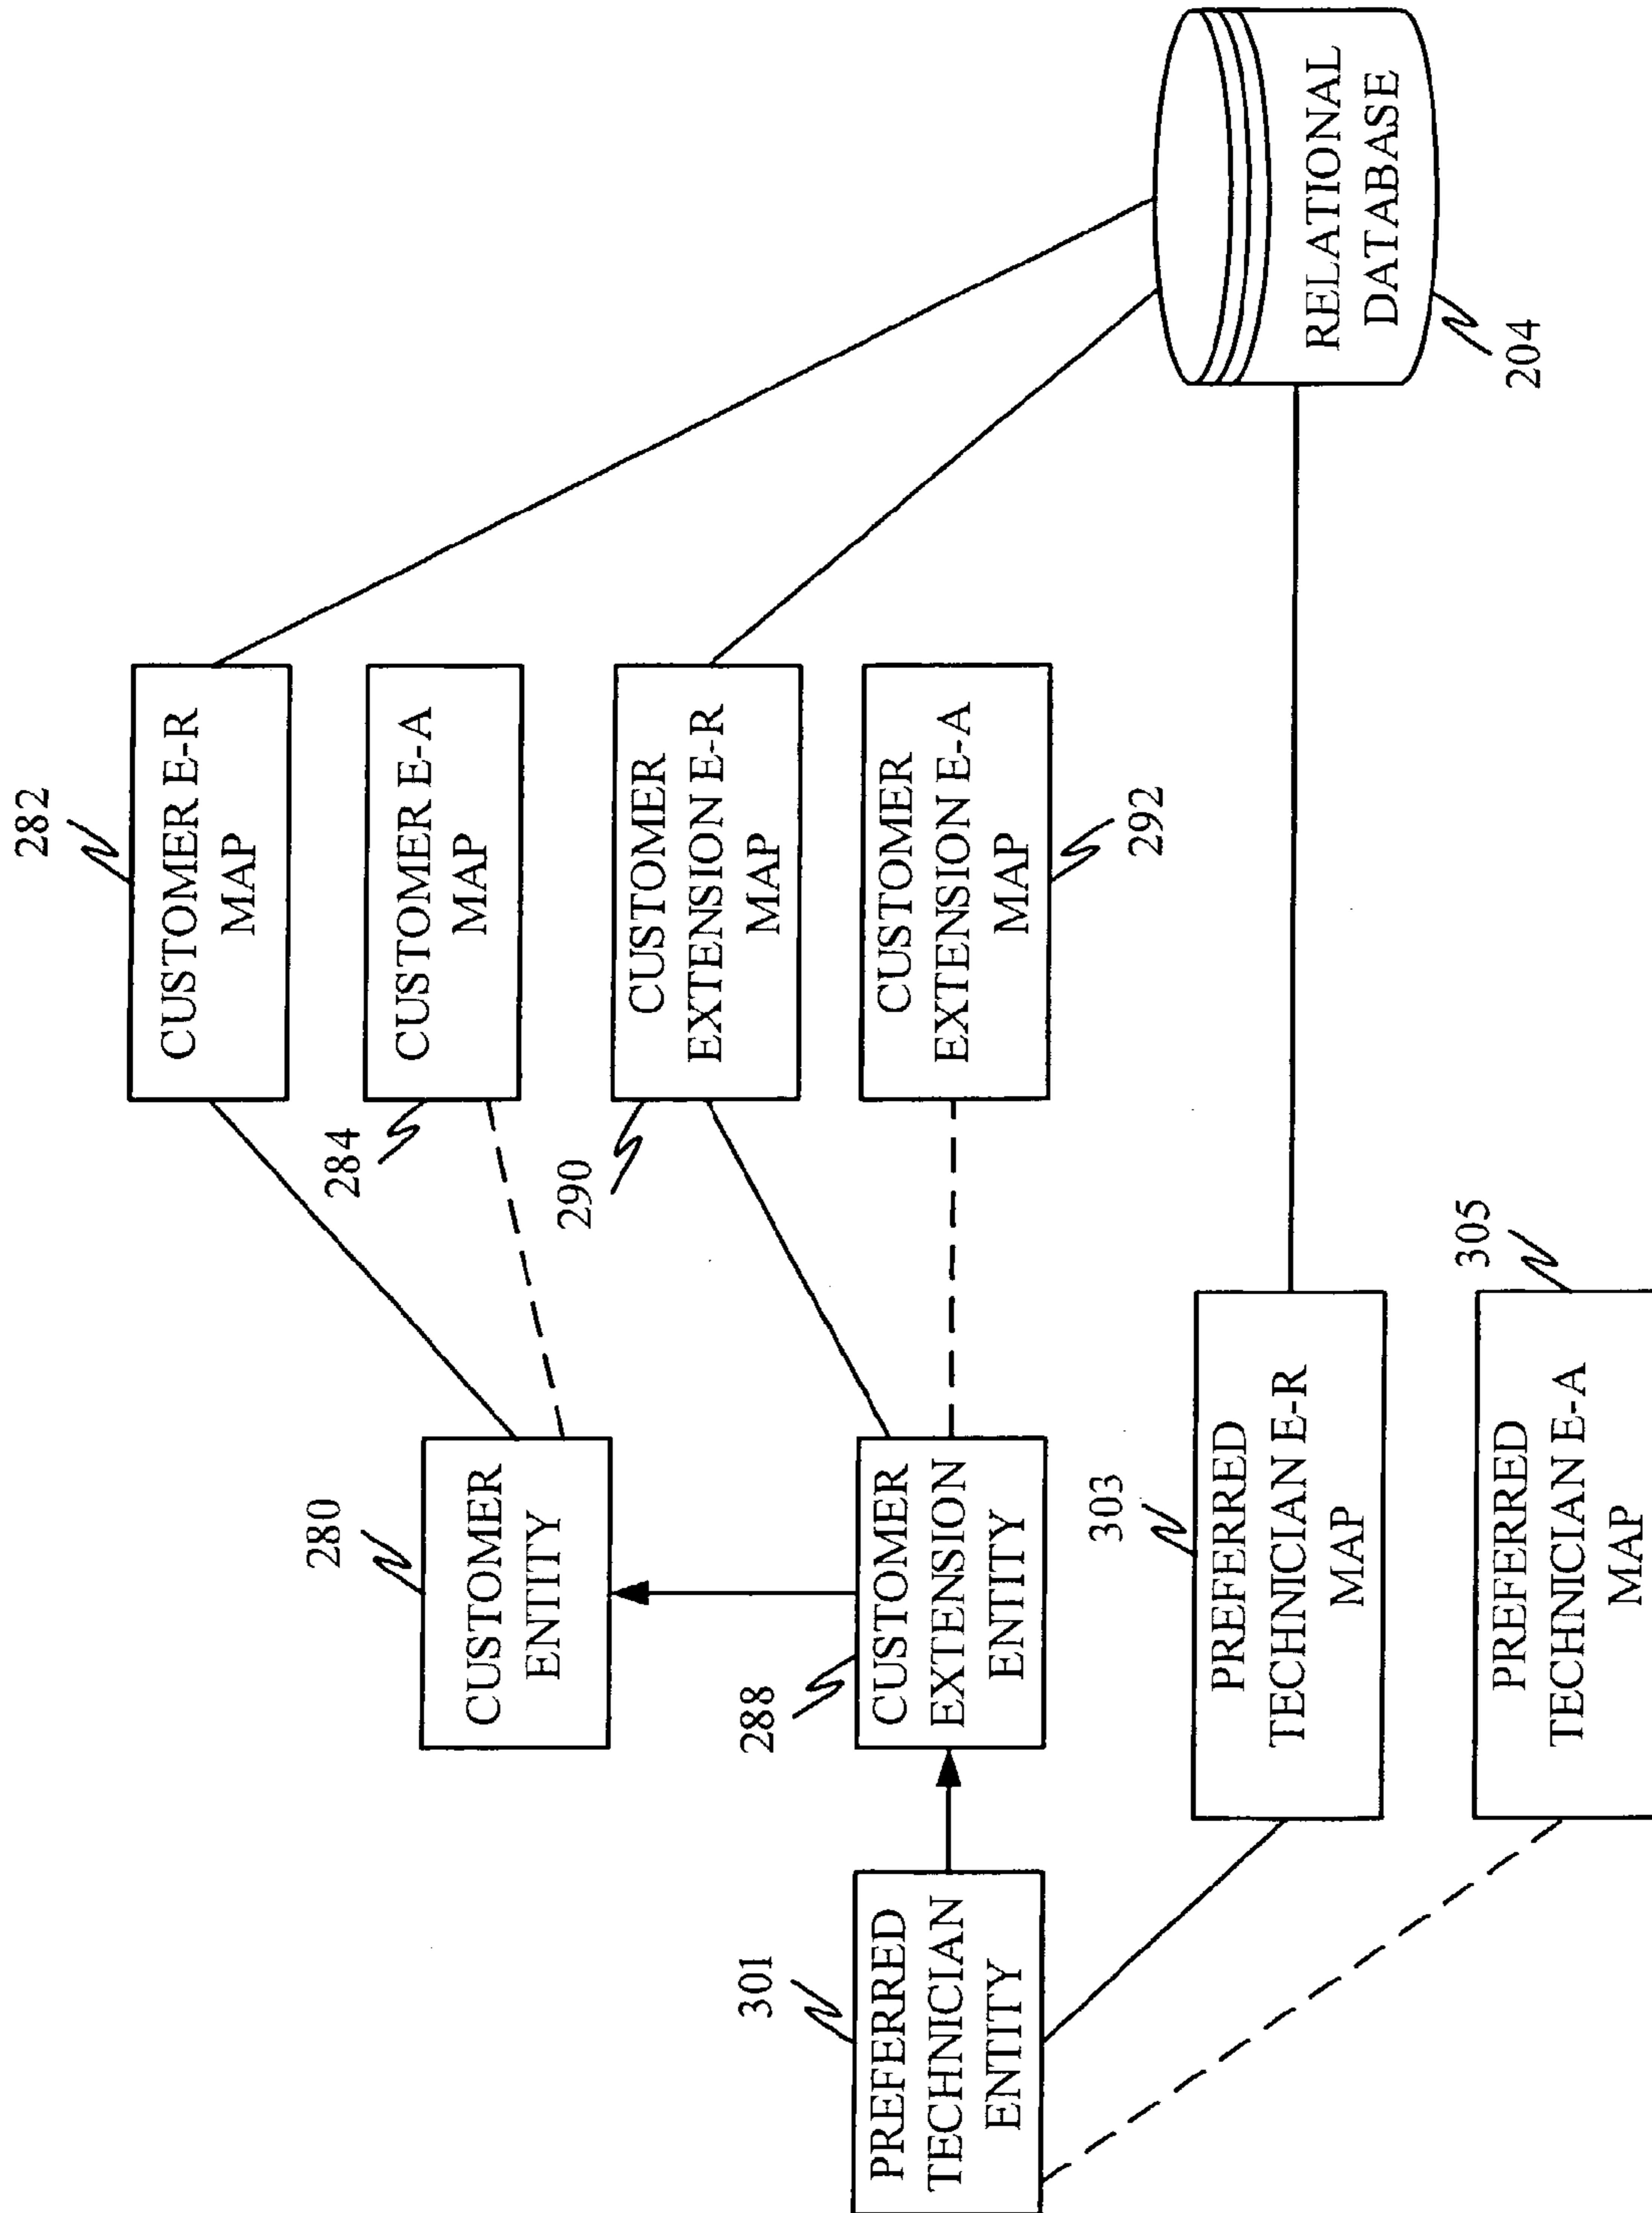 282
CUSTOMER E-R
MAP
280
CUSTOMER
ENTITY
284
CUSTOMER E-A
MAP
290
CUSTOMER
EXTENSION E-R
MAP
301
PREFERRED
TECHNICIAN
ENTITY
288
CUSTOMER
EXTENSION
ENTITY
CUSTOMER
EXTENSION E-A
MAP
292
303
PREFERRED
TECHNICIAN E-R
MAP
RELATIONAL
DATABASE
204
305
PREFERRED
TECHNICIAN E-A
MAP